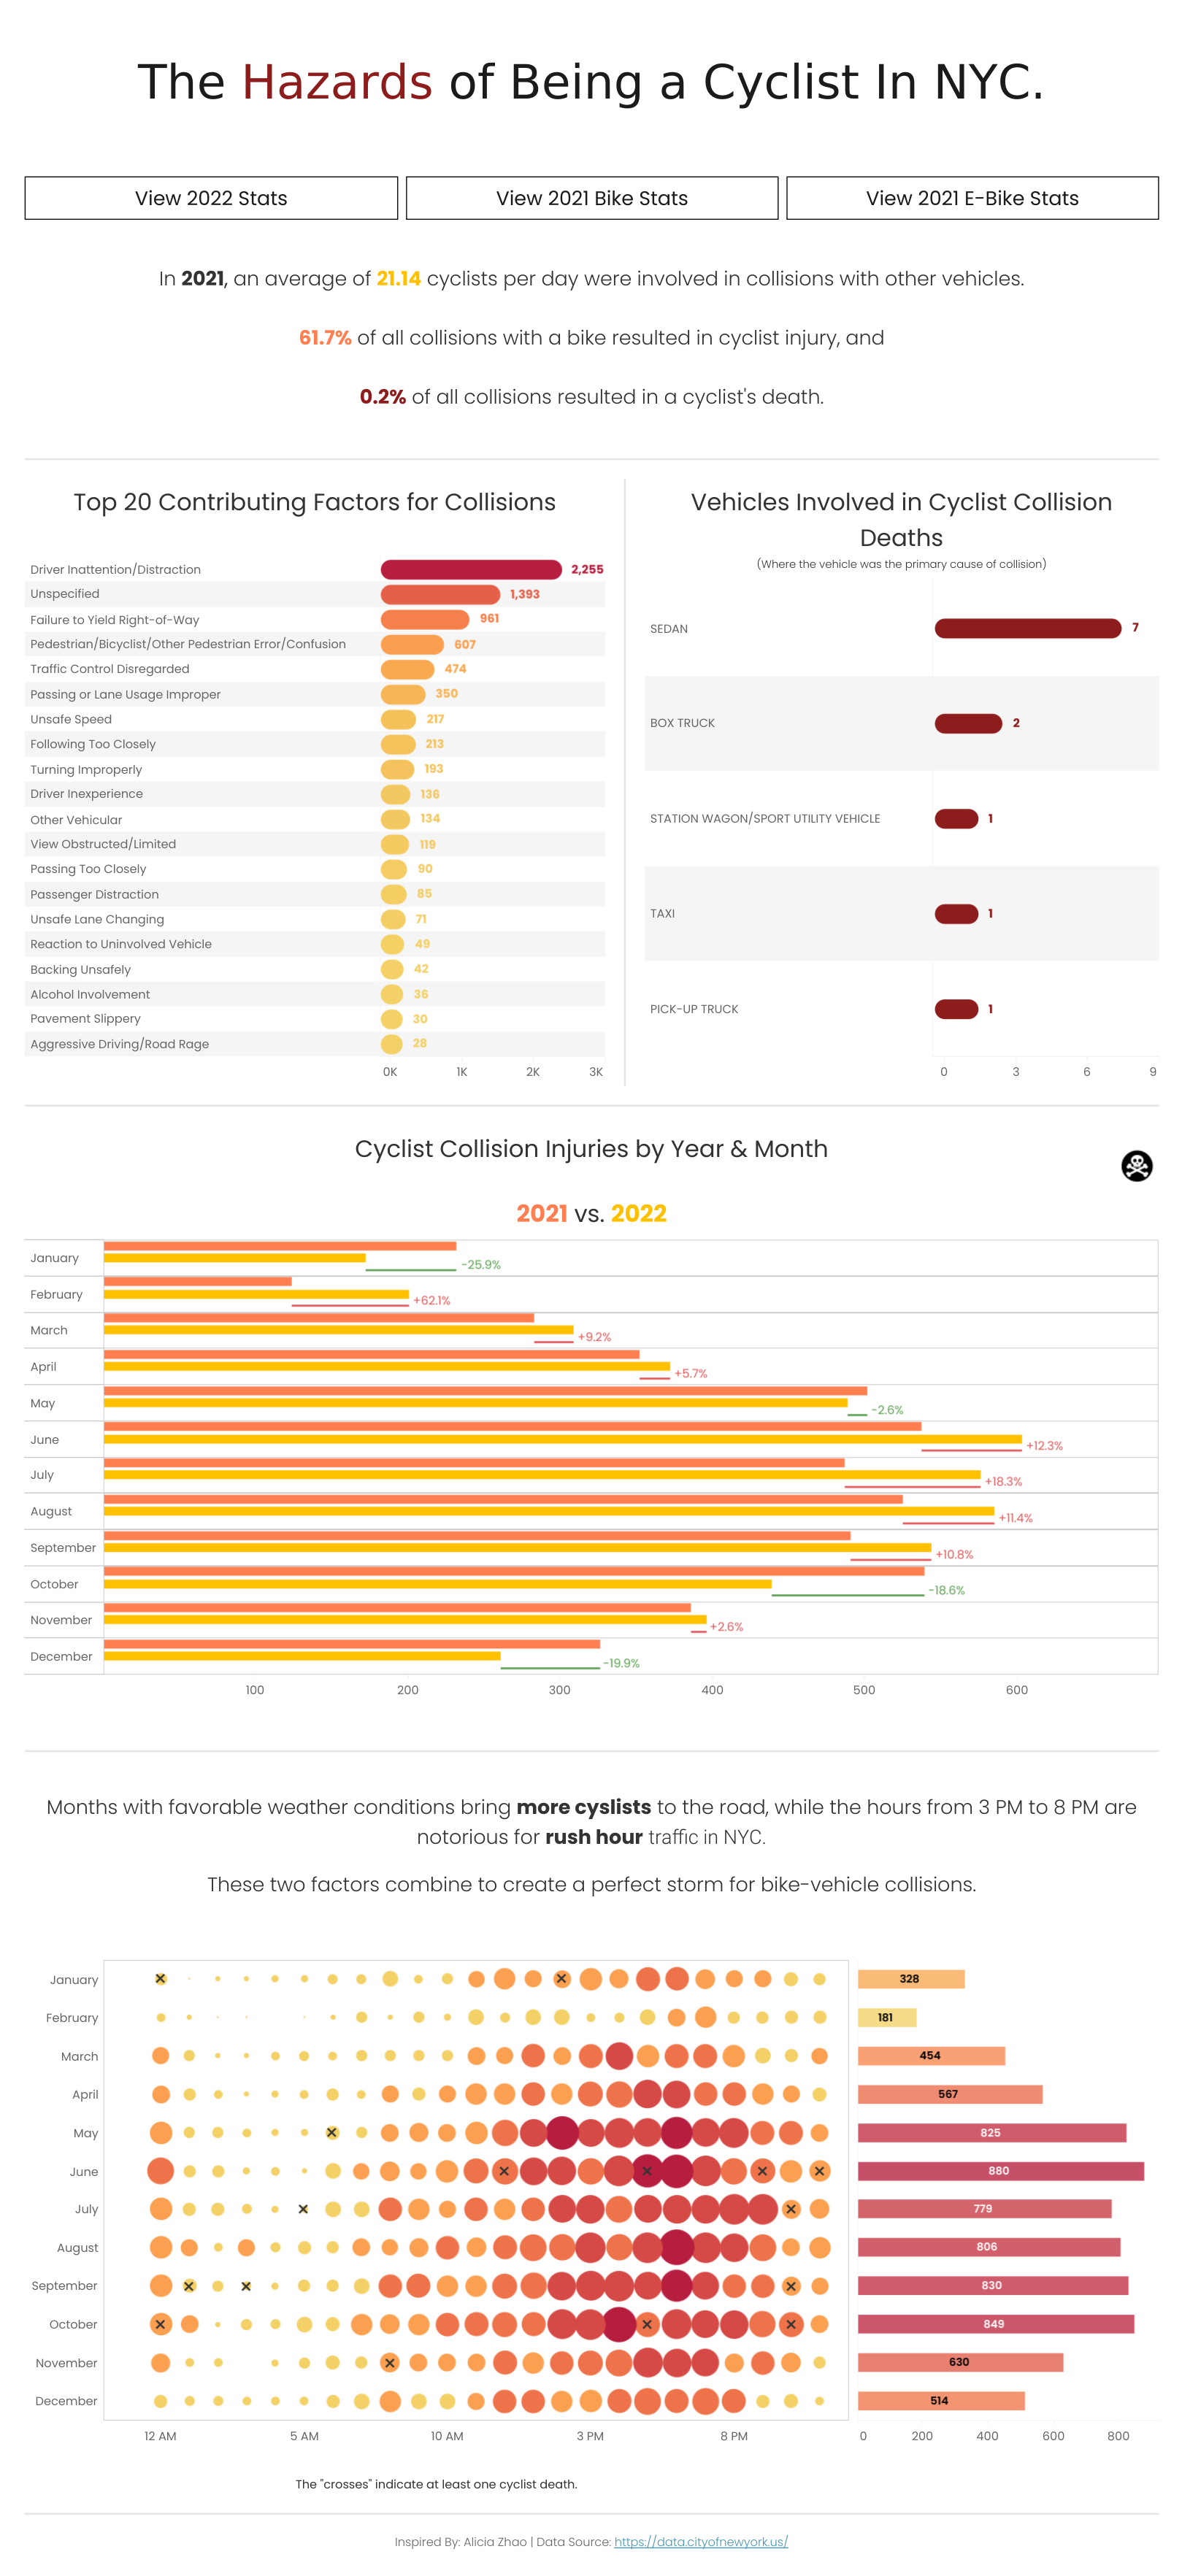 The Hazards of Being a Cyclist In NYC.
View 2022 Stats
View 2021 Bike Stats
View 2021 E-Bike Stats
In 2021, an average of 21.14 cyclists per day were involved in collisions with other vehicles.
61.7% of all collisions with a bike resulted in cyclist injury, and
0.2% of all collisions resulted in a cyclist's death.
Top 20 Contributing Factors for Collisions
Driver Inattention/Distraction 2,255
Unspecified 1,393
Failure to Yield Right-of-Way 961
Pedestrian/Bicyclist/Other Pedestrian Error/Confusion 607
Traffic Control Disregarded 474
Passing or Lane Usage Improper 350
Unsafe Speed 217
Following Too Closely 213
Turning Improperly 193
Driver Inexperience 136
Other Vehicular 134
View Obstructed/Limited 119
Passing Too Closely 90
Passenger Distraction 85
Unsafe Lane Changing 71
Reaction to Uninvolved Vehicle 49
Backing Unsafely 42
Alcohol Involvement 36
Pavement Slippery 30
Aggressive Driving/Road Rage 28
0K 1K 2K 3K
Vehicles Involved in Cyclist Collision
Deaths
(Where the vehicle was the primary cause of collision)
SEDAN 7
BOX TRUCK 2
STATION WAGON/SPORT UTILITY VEHICLE 1
TAXI 1
PICK-UP TRUCK 1
0 3 6 9
Cyclist Collision Injuries by Year & Month
2021 vs. 2022
January -25.9%
February +62.1%
March +9.2%
April +5.7%
May -2.6%
June +12.3%
July +18.3%
August +11.4%
September +10.8%
October -18.6%
November +2.6%
December -19.9%
100 200 300 400 500 600
Months with favorable weather conditions bring more cyslists to the road, while the hours from 3 PM to 8 PM are
notorious for rush hour traffic in NYC.
These two factors combine to create a perfect storm for bike-vehicle collisions.
January 328
February 181
March 454
April 567
May 825
June 880
July 779
August 806
September 830
October 849
November 630
December 514
12 AM 5 AM 10 AM 3 PM 8 PM 0 200 400 600 800
The "crosses" indicate at least one cyclist death.
Inspired By: Alicia Zhao | Data Source: https://data.cityofnewyork.us/